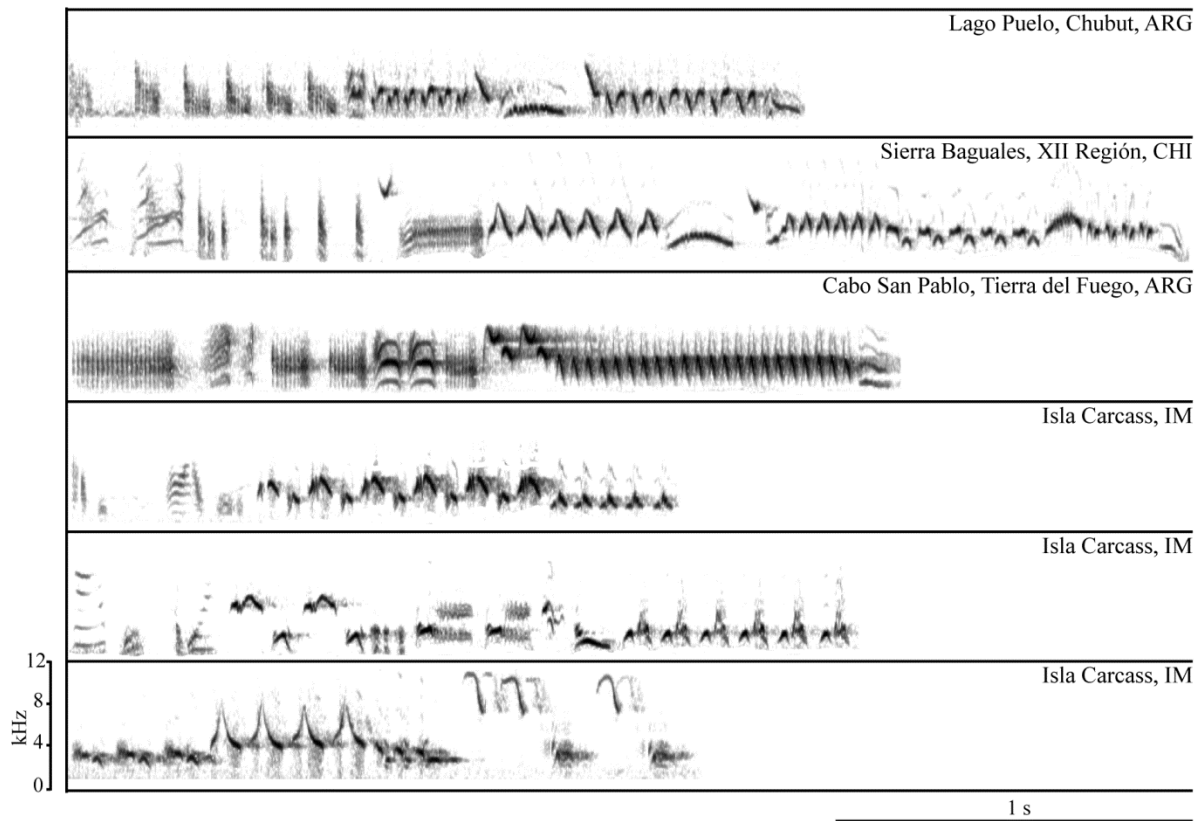 Lago Puelo, Chubut, ARG
Sierra Baguales, XII Región, CHI
Cabo San Pablo, Tierra del Fuego, ARG
Isla Carcass, IM
Isla Carcass, IM
Isla Carcass, IM
12
8
4
0
kHz
1 s